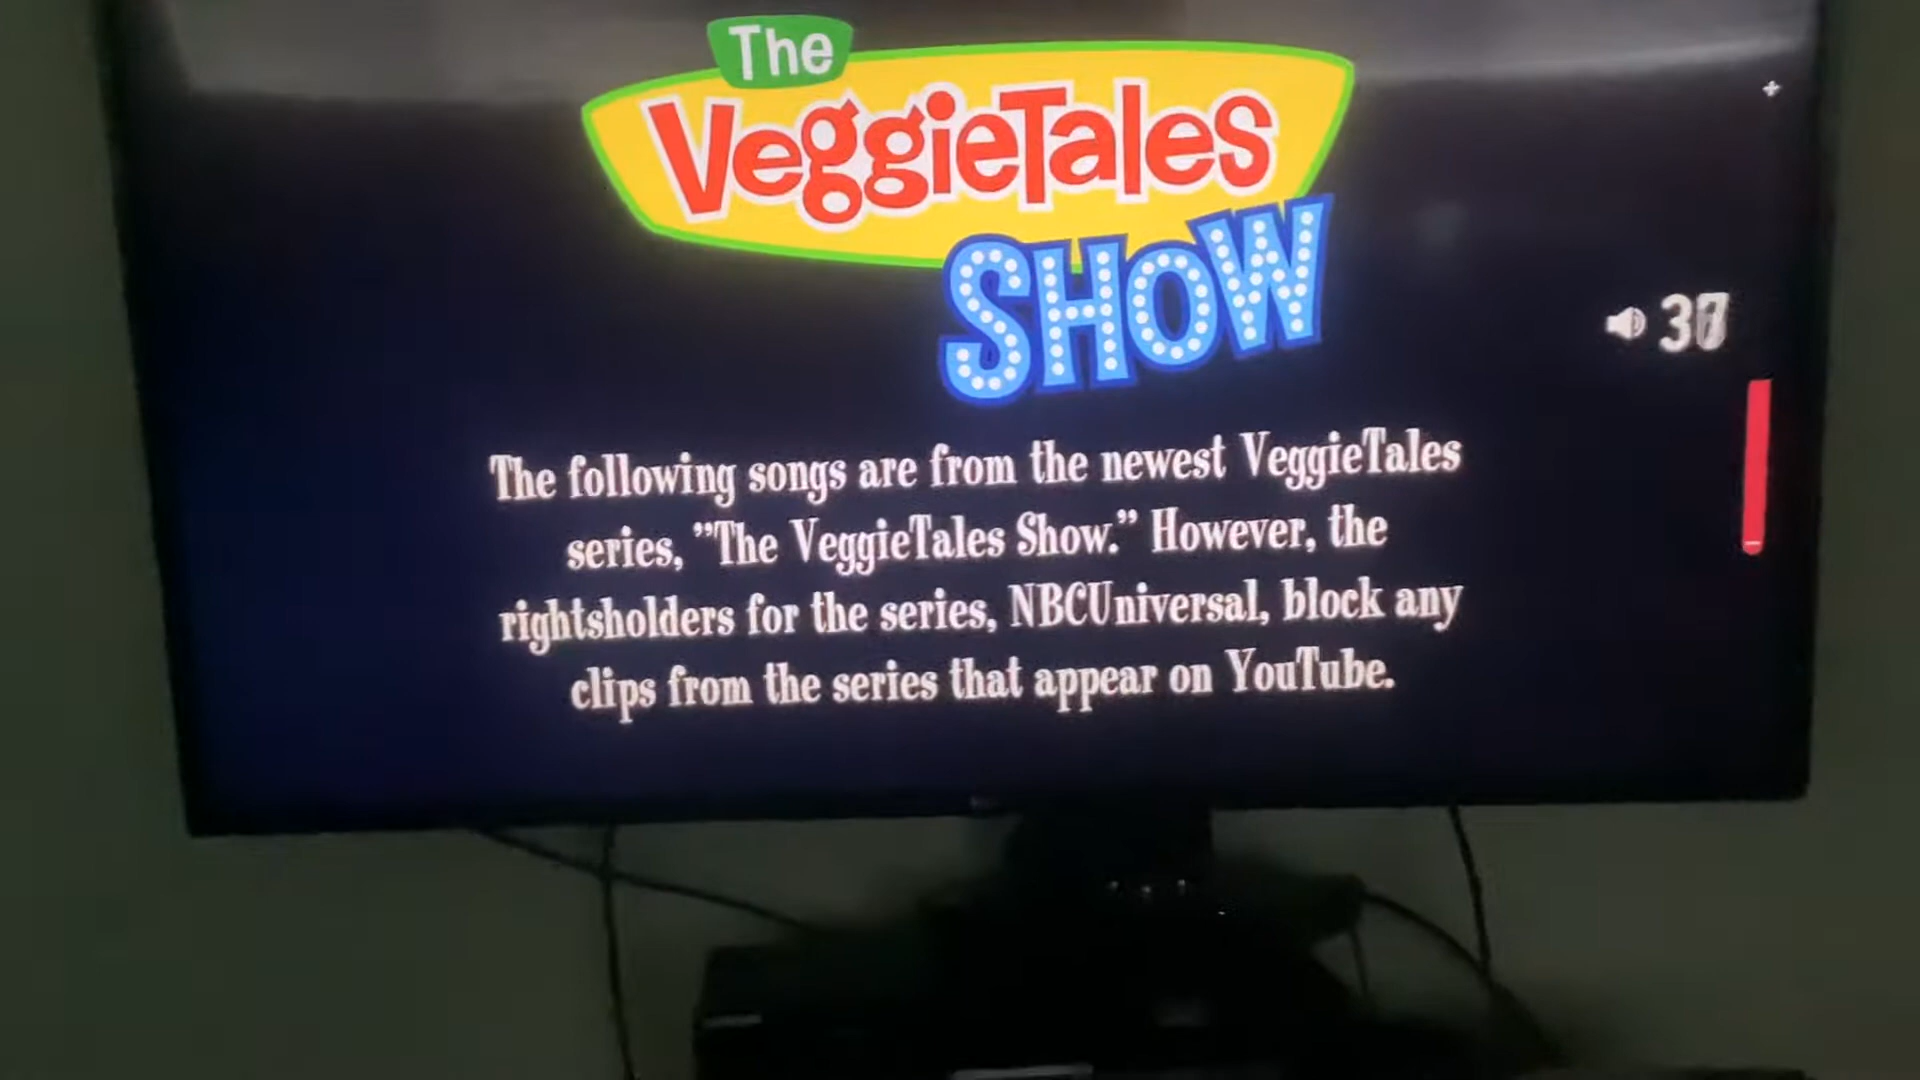 The
VeggieTales
SHOW
The following songs are from the newest VeggieTales
series, ”The VeggieTales Show.” However, the
rightsholders for the series, NBCUniversal, block any
clips from the series that appear on YouTube.